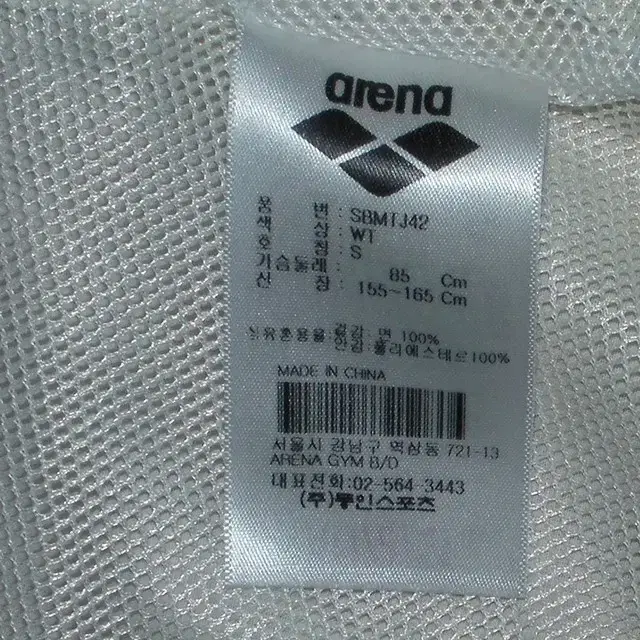 arena
품 번 : SBMTJ42
색 상 : WT
호 칭 : S
가슴둘레 : 85 Cm
신 장 : 155~165 Cm
섬유혼용율 겉감: 면 100%
안감: 폴리에스테르100%
MADE IN CHINA
서울시 강남구 역삼동 721-13
ARENA GYM B/D
대표전화:02-564-3443
(주)동인스포츠